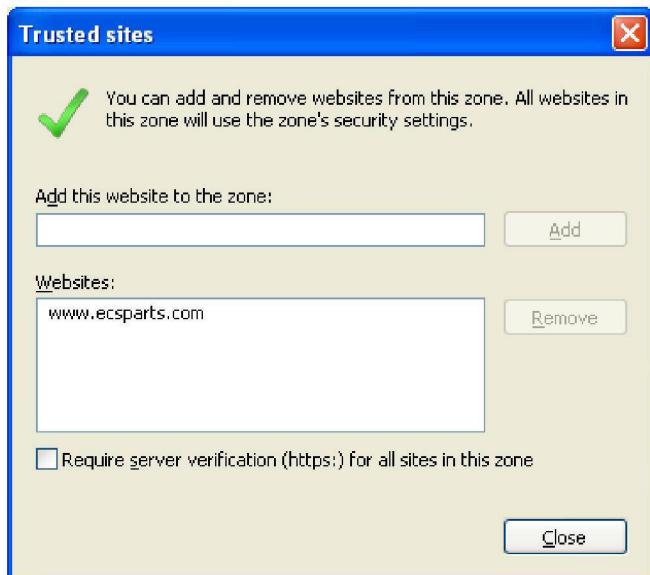 Trusted sites
You can add and remove websites from this zone. All websites in
this zone will use the zone's security settings.
Add this website to the zone:
Add
Websites:
www.ecsparts.com
Remove
Require server verification (https:) for all sites in this zone
Close